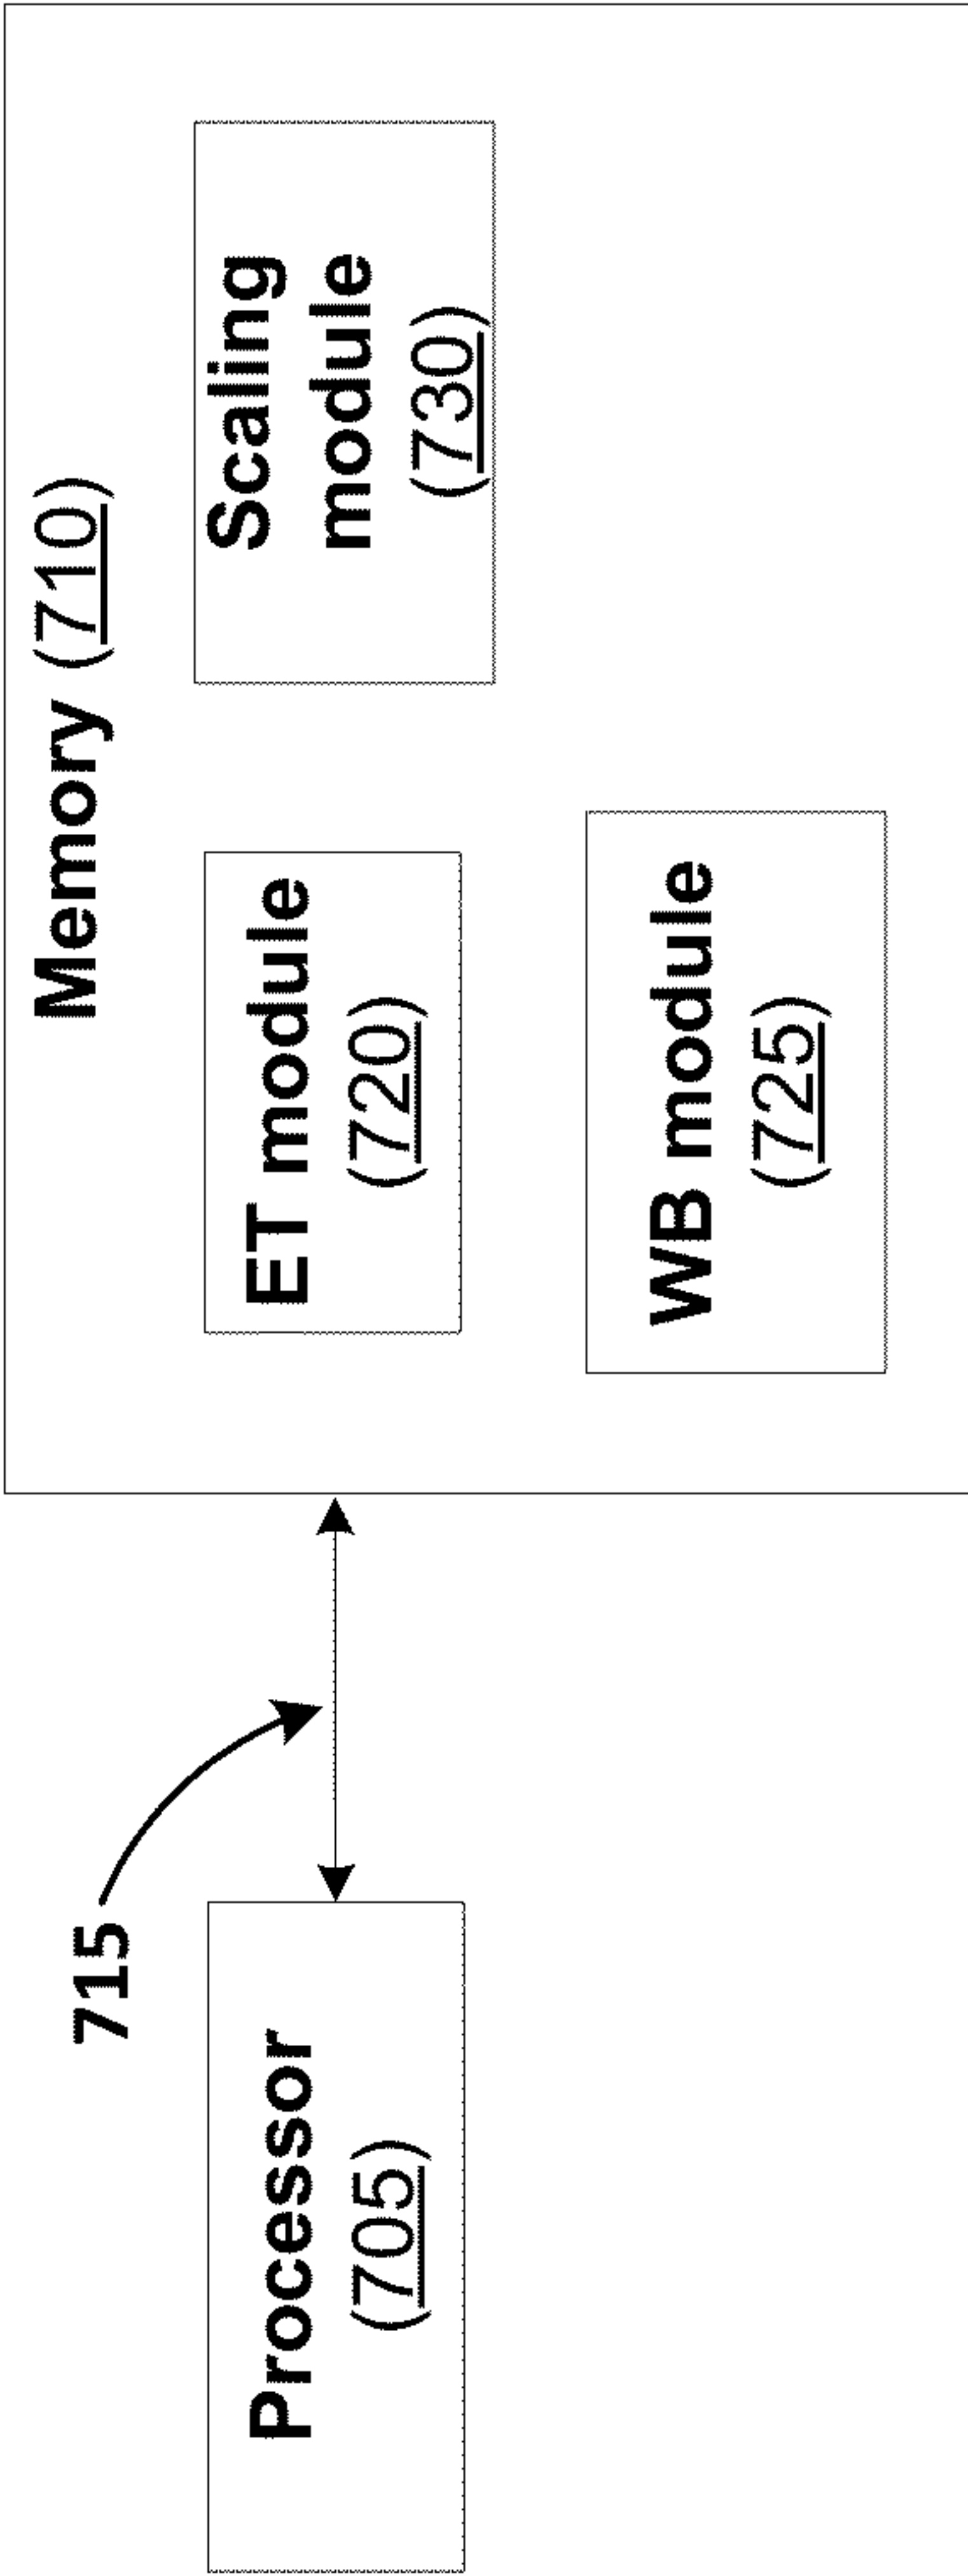 Memory (710)
715
Processor
(705)
ET module
(720)
Scaling
module
(730)
WB module
(725)